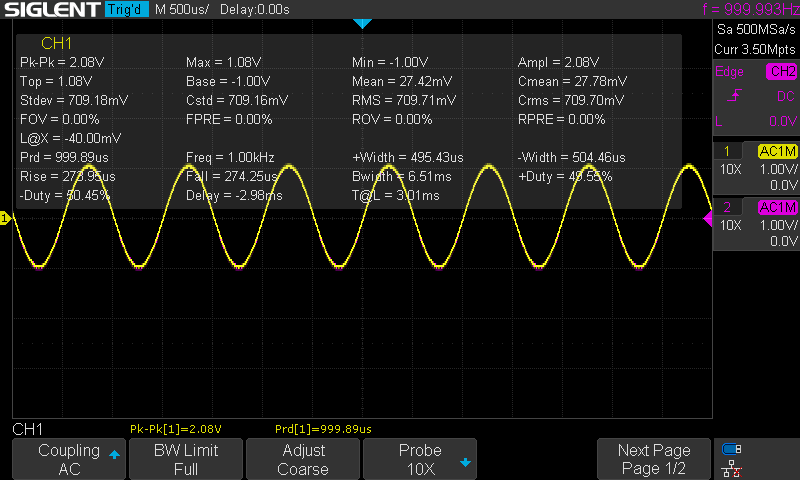 SIGLENT Trig'd M 500us/ Delay:0.00s f = 999.993Hz
Sa 500MSa/s
Curr 3.50Mpts
Edge CH2
DC
L 0.0V
CH1
Pk-Pk = 2.08V Max = 1.08V Min = -1.00V Ampl = 2.08V
Top = 1.08V Base = -1.00V Mean = 27.42mV Cmean = 27.78mV
Stdev = 709.18mV Cstd = 709.16mV RMS = 709.71mV Crms = 709.70mV
FOV = 0.00% FPRE = 0.00% ROV = 0.00% RPRE = 0.00%
L@X = -40.00mV
Prd = 999.89us Freq = 1.00kHz +Width = 495.43us -Width = 504.46us
Rise = 273.95us Fall = 274.25us Bwidth = 6.51ms +Duty = 49.55%
-Duty = 50.45% Delay = -2.98ms T@L = 3.01ms
1 AC1M
10X 1.00V/
0.0V
2 AC1M
10X 1.00V/
0.0V
1
CH1 Pk-Pk[1]=2.08V Prd[1]=999.89us
Coupling BW Limit Adjust Probe Next Page
AC Full Coarse 10X Page 1/2